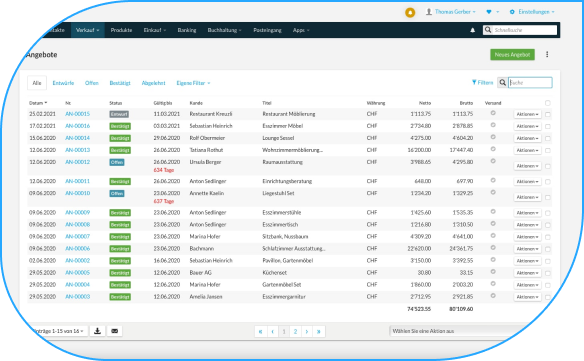 Thomas Gerber Einstellungen
Verkauf Produkte Einkauf Banking Buchhaltung Posteingang Apps Schnellsuche
Angebote Neues Angebot
Alle Entwürfe Offen Bestätigt Abgelehnt Eigene Filter Filtern Suche
Datum Nr. Status Gültig bis Kunde Titel Währung Netto Brutto Versand
25.02.2021 AN-00015 Entwurf 11.03.2021 Restaurant Kreuzli Restaurant Möblierung CHF 1'113.75 1'113.75 Aktionen
17.02.2021 AN-00016 Bestätigt 03.03.2021 Sebastian Heinrich Esszimmer Möbel CHF 2'734.80 2'878.85 Aktionen
15.06.2020 AN-00014 Bestätigt 29.06.2020 Rolf Obermeier Lounge Sessel CHF 4'275.00 4'604.20 Aktionen
12.06.2020 AN-00013 Bestätigt 26.06.2020 Tatiana Rothut Wohnzimmermöblierung... CHF 16'200.00 17'447.40 Aktionen
12.06.2020 AN-00012 Offen 26.06.2020 Ursula Berger Raumausstattung CHF 3'988.65 4'295.80 Aktionen
634 Tage
12.06.2020 AN-00011 Bestätigt 26.06.2020 Anton Sedlinger Einrichtungsberatung CHF 648.00 697.90 Aktionen
09.06.2020 AN-00010 Offen 23.06.2020 Annette Kaelin Liegestuhl Set CHF 1'234.20 1'329.25 Aktionen
637 Tage
09.06.2020 AN-00009 Bestätigt 23.06.2020 Anton Sedlinger Esszimmerstühle CHF 1'425.60 1'535.35 Aktionen
09.06.2020 AN-00008 Bestätigt 23.06.2020 Anton Sedlinger Esszimmertisch CHF 1'216.80 1'310.50 Aktionen
09.06.2020 AN-00007 Bestätigt 23.06.2020 Marina Hofer Sitzbank, Nussbaum CHF 4'309.20 4'641.00 Aktionen
09.06.2020 AN-00006 Bestätigt 23.06.2020 Bachmann Schlafzimmer Ausstattung... CHF 22'620.00 24'361.75 Aktionen
02.06.2020 AN-00002 Bestätigt 16.06.2020 Sebastian Heinrich Pavillon, Gartenmöbel CHF 3'150.00 3'392.55 Aktionen
29.05.2020 AN-00005 Bestätigt 12.06.2020 Bauer AG Küchenset CHF 30.80 33.15 Aktionen
29.05.2020 AN-00004 Bestätigt 12.06.2020 Marina Hofer Gartenmöbel Set CHF 1'860.00 2'003.20 Aktionen
29.05.2020 AN-00003 Bestätigt 12.06.2020 Amelia Jansen Esszimmergarnitur CHF 2'712.95 2'921.85 Aktionen
74'523.55 80'109.60
1-15 von 16 « ‹ 1 2 › » Wählen Sie eine Aktion aus